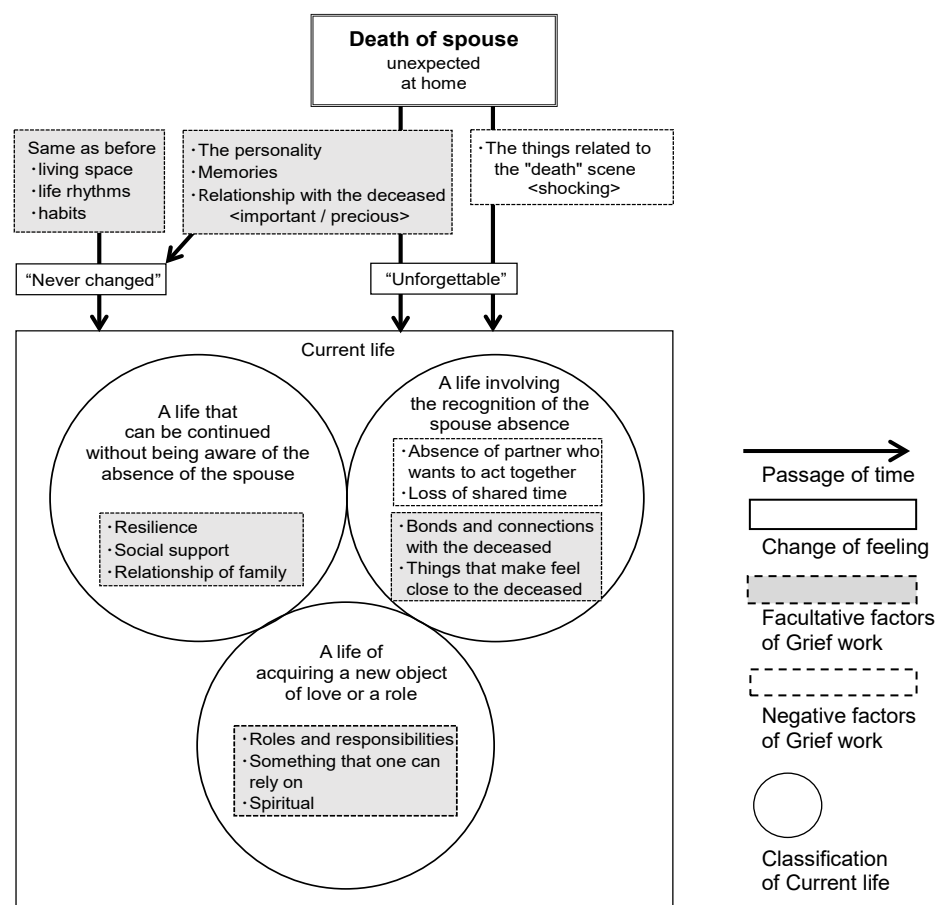 Death of spouse
unexpected
at home
Same as before
・living space
・life rhythms
・habits
・The personality
・Memories
・Relationship with the deceased
<important / precious>
・The things related to
the "death" scene
<shocking>
“Never changed”
“Unforgettable”
Current life
A life that
can be continued
without being aware of the
absence of the spouse
・Resilience
・Social support
・Relationship of family
A life involving
the recognition of the
spouse absence
・Absence of partner who
wants to act together
・Loss of shared time
・Bonds and connections
with the deceased
・Things that make feel
close to the deceased
A life of
acquiring a new object
of love or a role
・Roles and responsibilities
・Something that one can
rely on
・Spiritual
Passage of time
Change of feeling
Facultative factors
of Grief work
Negative factors
of Grief work
Classification
of Current life